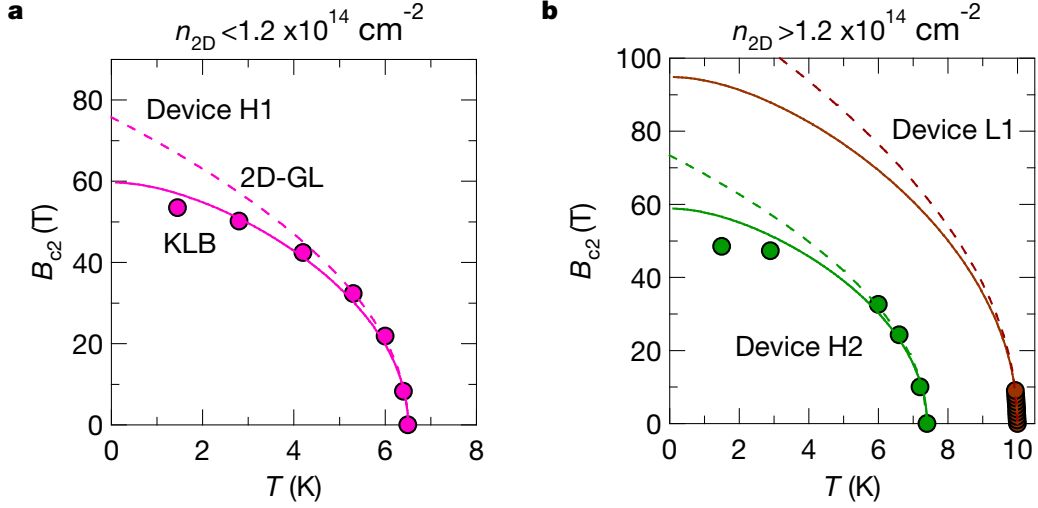 a
n2D <1.2 x10^14 cm^-2
80
60
40
20
0
Bc2 (T)
Device H1
2D-GL
KLB
0 2 4 6 8
T (K)
b
n2D >1.2 x10^14 cm^-2
100
80
60
40
20
0
Bc2 (T)
Device L1
Device H2
0 2 4 6 8 10
T (K)